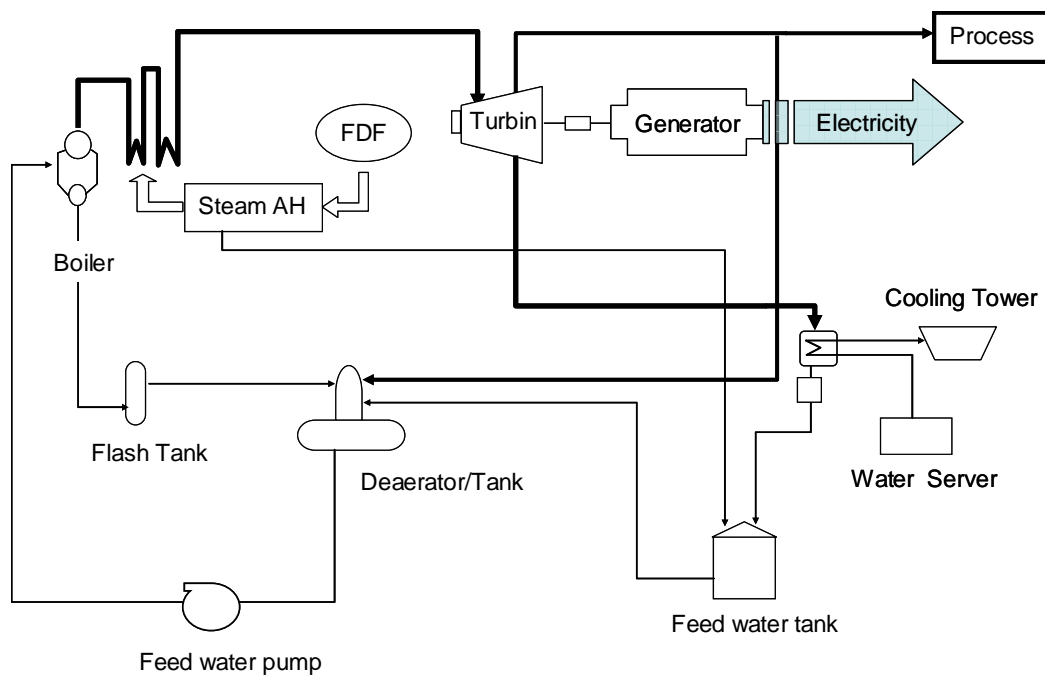 Process
FDF
Turbin
Generator
Electricity
Steam AH
Boiler
Cooling Tower
Flash Tank
Deaerator/Tank
Water Server
Feed water tank
Feed water pump